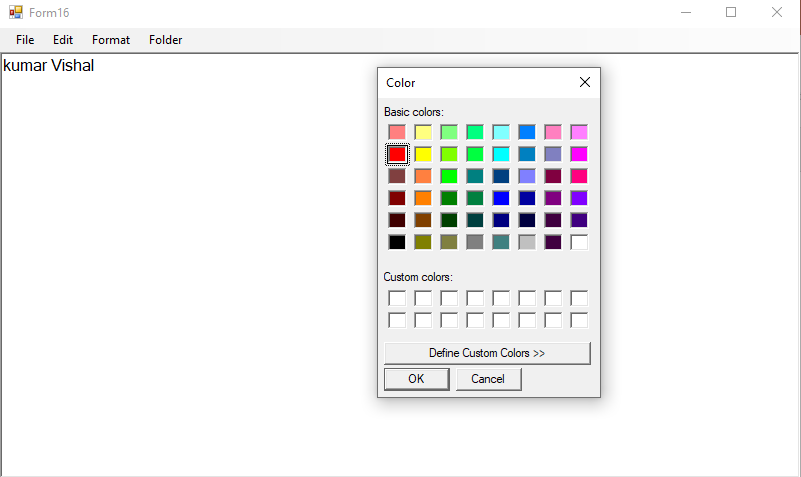 Form16
File Edit Format Folder
kumar Vishal
Color
Basic colors:
Custom colors:
Define Custom Colors >>
OK Cancel